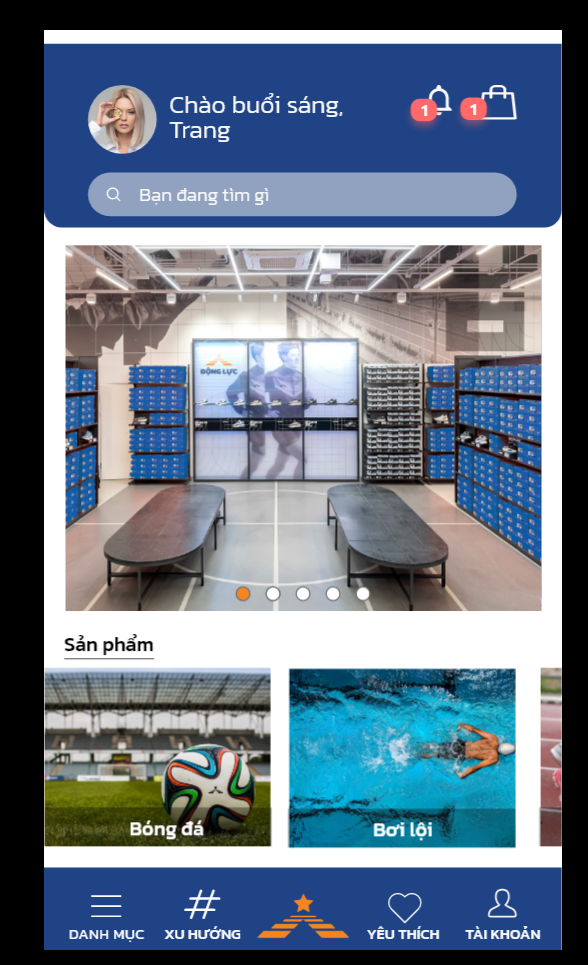 Chào buổi sáng,
Trang
1
1
Bạn đang tìm gì
ĐỘNG LỰC
Sản phẩm
Bóng đá
Bơi lội
DANH MỤC
XU HƯỚNG
YÊU THÍCH
TÀI KHOẢN